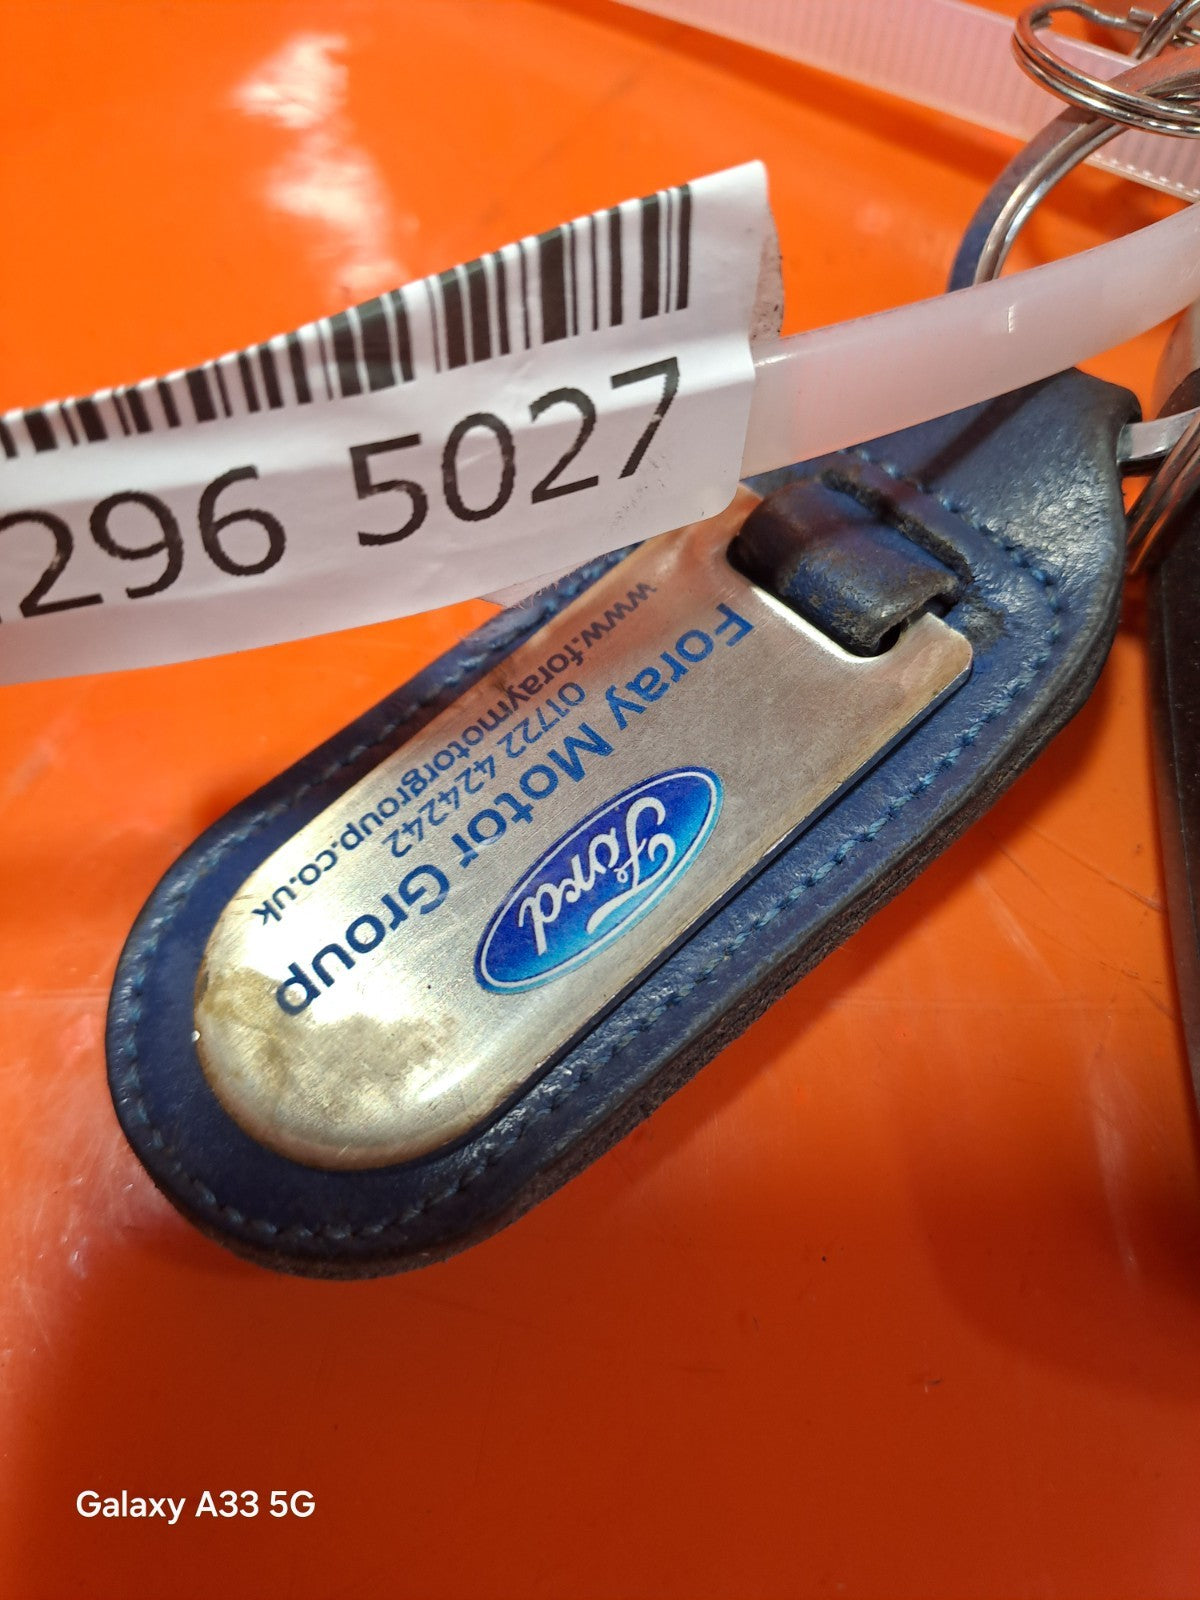 296 5027
Ford
Foray Motor Group
01722 424242
www.foraymotorgroup.co.uk
Galaxy A33 5G